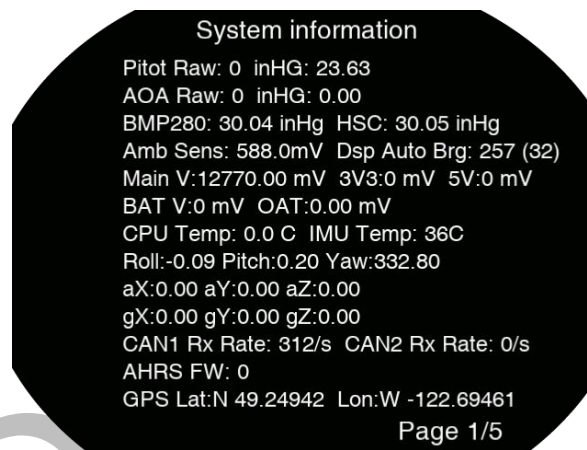 System information
Pitot Raw: 0 inHG: 23.63
AOA Raw: 0 inHG: 0.00
BMP280: 30.04 inHg HSC: 30.05 inHg
Amb Sens: 588.0mV Dsp Auto Brg: 257 (32)
Main V:12770.00 mV 3V3:0 mV 5V:0 mV
BAT V:0 mV OAT:0.00 mV
CPU Temp: 0.0 C IMU Temp: 36C
Roll:-0.09 Pitch:0.20 Yaw:332.80
aX:0.00 aY:0.00 aZ:0.00
gX:0.00 gY:0.00 gZ:0.00
CAN1 Rx Rate: 312/s CAN2 Rx Rate: 0/s
AHRS FW: 0
GPS Lat:N 49.24942 Lon:W -122.69461
Page 1/5